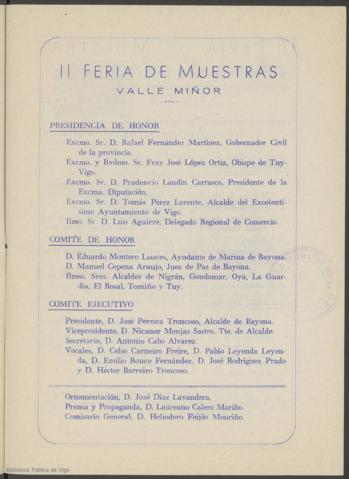 II FERIA DE MUESTRAS
VALLE MIÑOR
PRESIDENCIA DE HONOR
Excmo. Sr. D. Rafael Fernández Martínez, Gobernador Civil
de la provincia.
Excmo. y Rvdmo. Sr. Fray José López Ortiz, Obispo de Tuy-
Vigo.
Excmo. Sr. D. Prudencio Landín Carrasco, Presidente de la
Excma. Diputación.
Excmo. Sr. D. Tomás Pérez Lorente. Alcalde del Excelentí-
simo Ayuntamiento de Vigo.
Ilmo. Sr. D. Luis Aguirre, Delegado Regional de Comercio
COMITE DE HONOR
D. Eduardo Montero Luaces, Ayudante de Marina de Bayona.
D. Manuel Copena Araujo, Juez de Paz de Bayona.
Ilmos. Sres. Alcaldes de Nigrán, Gondomar, Oya, La Guar-
dia, El Rosal, Tomiño y Tuy.
COMITE EJECUTIVO
Presidente, D. José Pereira Troncoso, Alcalde de Bayona.
Vicepresidente, D. Nicanor Monjas Sastre, Tte. de Alcalde.
Secretario, D. Antonio Cabo Alvarez.
Vocales, D. Celso Carneiro Freire, D. Pablo Leyenda Leyen-
da, D. Emilio Rouco Fernández, D. José Rodríguez Prado
y D. Héctor Barreiro Troncoso.
Ornamentación, D. José Díaz Lavandera.
Prensa y Propaganda, D. Laureano Calero Mariño.
Comisario General, D. Heliodoro Feijóo Mouriño.
Biblioteca Pública de Vigo